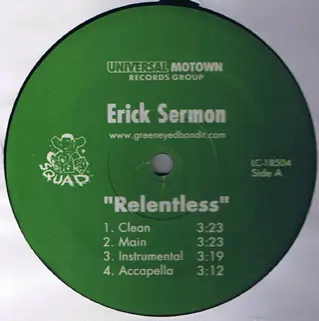 UNIVERSAL MOTOWN
RECORDS GROUP
Erick Sermon
www.greeneyedbandit.com
SQUAD
LC-18504
Side A
"Relentless"
1. Clean 3:23
2. Main 3:23
3. Instrumental 3:19
4. Accapella 3:12